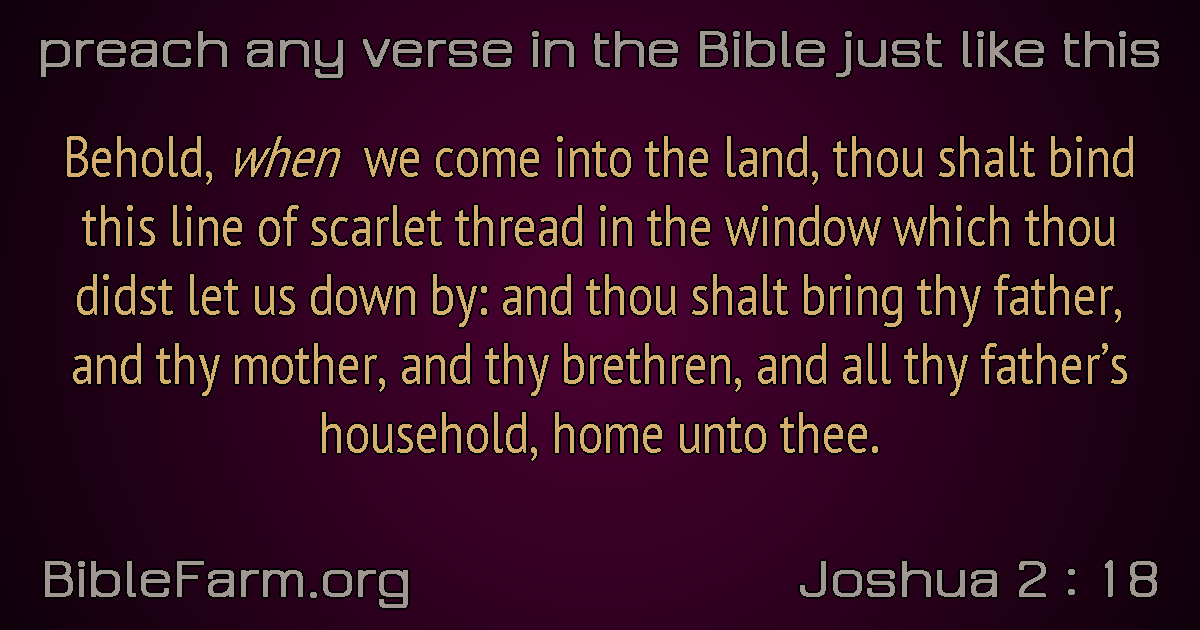 preach any verse in the Bible just like this
Behold, when we come into the land, thou shalt bind
this line of scarlet thread in the window which thou
didst let us down by: and thou shalt bring thy father,
and thy mother, and thy brethren, and all thy father’s
household, home unto thee.
BibleFarm.org
Joshua 2 : 18